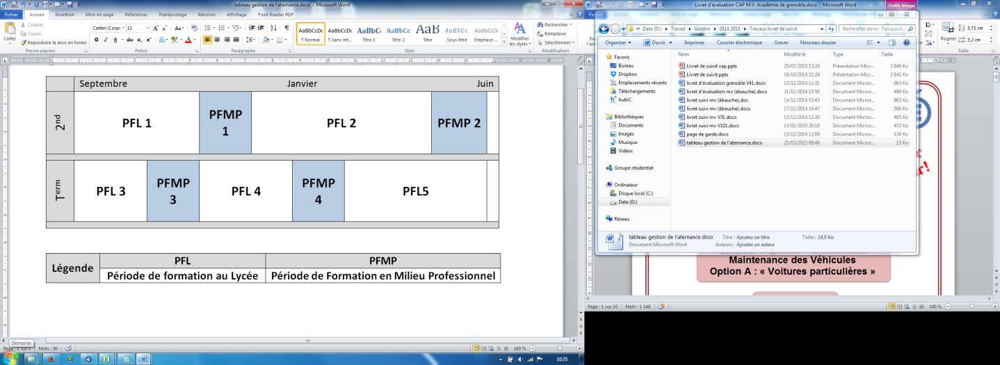 tableau gestion de l'aternance.docx - Microsoft Word
Fichier Accueil Insertion Mise en page Références Publipostage Révision Affichage Foxit Reader PDF
Coller
Couper
Copier
Reproduire la mise en forme
Presse-papiers
Calibri (Corps 11
Police
Paragraphe
AaBbCcDc AaBbCcDc AaBbC AaBbCc AaB AaBbCc. AaBbCcDc
¶ Normal ¶ Sans int... Titre 1 Titre 2 Titre Sous-titre Emphase ...
Style
Modifier les styles
Rechercher
Remplacer
Sélectionner
Modification
Septembre Janvier Juin
2nd
PFL 1
PFMP
1
PFL 2
PFMP 2
Term
PFL 3
PFMP
3
PFL 4
PFMP
4
PFL5
Légende
PFL PFMP
Période de formation au Lycée Période de Formation en Milieu Professionnel
Démarrer
Page : 1 sur 1 Mots : 36
180 %
10:35
Livret d'évaluation CAP M.V. Académie de grenoble.docx - Microsoft Word
Outils Image
Fichier
« Data (D:) Travail Gordini 2014 2015 Travaux livret de suivit
Rechercher dans : Travaux li...
Organiser Ouvrir Imprimer Courrier électronique Graver Nouveau dossier
3,72 cm
Rogner 3,2 cm
Taille
Favoris
Bureau
Dropbox
Emplacements récents
Téléchargements
hubiC
Bibliothèques
Documents
Images
Musique
Vidéos
Groupe résidentiel
Ordinateur
Disque local (C:)
Data (D:)
Réseau
Nom Modifié le Type Taille
Livret de suivit cap.pptx 25/03/2015 13:24 Présentation Micr... 2 840 Ko
Livret de suivit.pptx 18/10/2014 11:24 Présentation Micr... 2 841 Ko
livret d'évaluation grenoble V41.docx 13/12/2014 12:31 Document Micros... 663 Ko
livret d'évaluation mv (ébauche).docx 21/11/2014 15:50 Document Micros... 499 Ko
livret suivi mv (ébauche).doc 14/11/2014 15:43 Document Micros... 863 Ko
livret suivi mv (ébauche).docx 17/11/2014 14:47 Document Micros... 506 Ko
livret suivi mv V31.docx 13/12/2014 12:20 Document Micros... 465 Ko
livret suivi mv V321.docx 13/01/2015 20:19 Document Micros... 472 Ko
page de garde.docx 13/12/2014 12:09 Document Micros... 134 Ko
tableau gestion de l'aternance.docx 25/03/2015 09:46 Document Micros... 15 Ko
tableau gestion de l'aternance.docx Titre : Ajoutez un titre Taille : 14,0 Ko
Document Microsoft Word Auteurs : Ajoutez un auteur
Maintenance des Véhicules
Option A : « Voitures particulières »
Page : 1 sur 10 Mots : 1 140
100 %